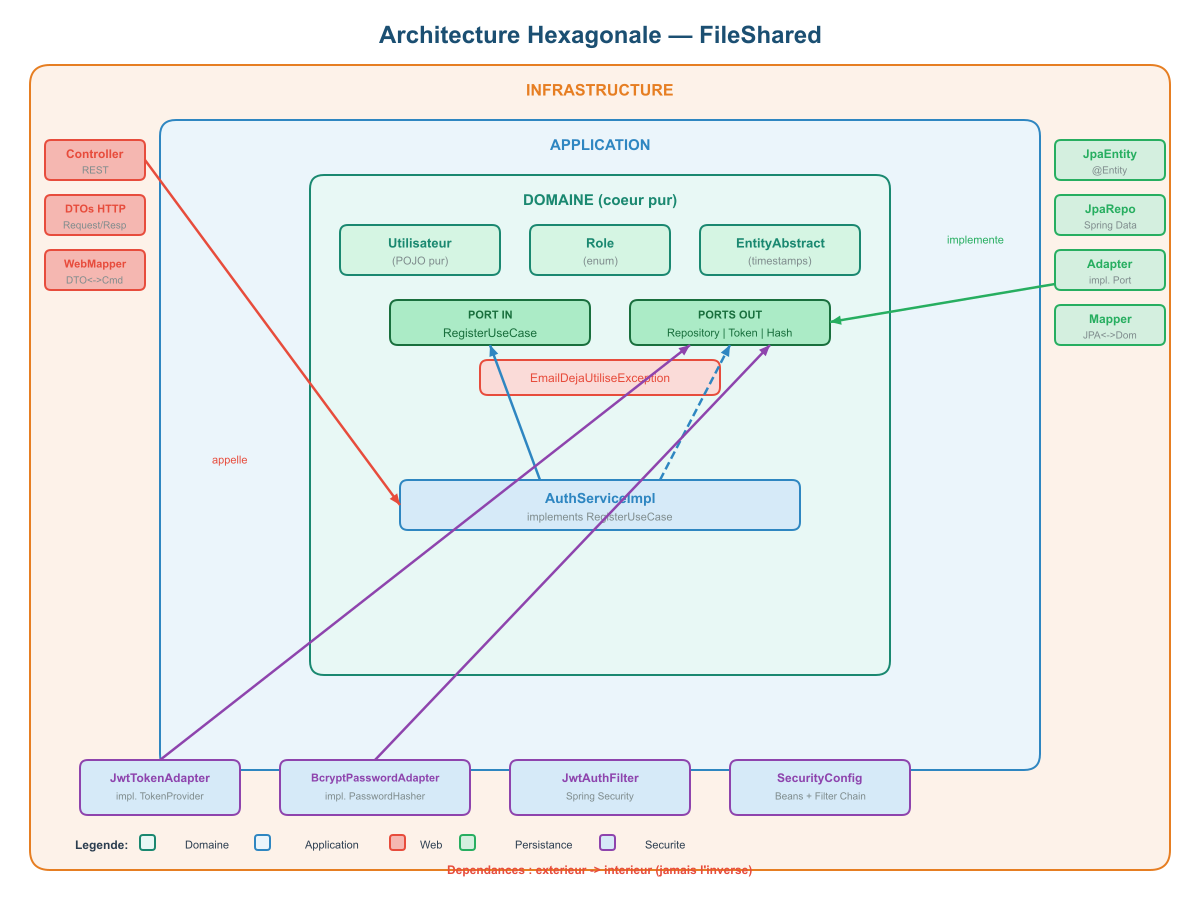 Architecture Hexagonale — FileShared
INFRASTRUCTURE
APPLICATION
DOMAINE (coeur pur)
Controller
REST
DTOs HTTP
Request/Resp
WebMapper
DTO<->Cmd
Utilisateur
(POJO pur)
Role
(enum)
EntityAbstract
(timestamps)
JpaEntity
@Entity
JpaRepo
Spring Data
Adapter
impl. Port
Mapper
JPA<->Dom
implemente
PORT IN
RegisterUseCase
PORTS OUT
Repository | Token | Hash
EmailDejaUtiliseException
appelle
AuthServiceImpl
implements RegisterUseCase
JwtTokenAdapter
impl. TokenProvider
BcryptPasswordAdapter
impl. PasswordHasher
JwtAuthFilter
Spring Security
SecurityConfig
Beans + Filter Chain
Legende: Domaine Application Web Persistance Securite
Dependances : exterieur -> interieur (jamais l'inverse)